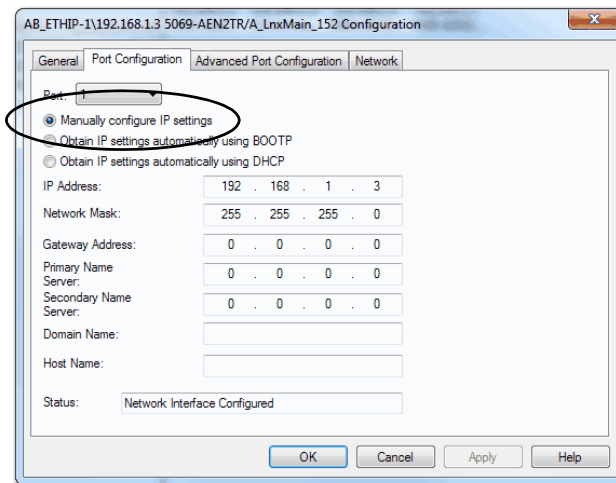 AB_ETHIP-1\192.168.1.3 5069-AEN2TR/A_LnxMain_152 Configuration
General Port Configuration Advanced Port Configuration Network
Port: 1
Manually configure IP settings
Obtain IP settings automatically using BOOTP
Obtain IP settings automatically using DHCP
IP Address: 192 . 168 . 1 . 3
Network Mask: 255 . 255 . 255 . 0
Gateway Address: 0 . 0 . 0 . 0
Primary Name
Server: 0 . 0 . 0 . 0
Secondary Name
Server: 0 . 0 . 0 . 0
Domain Name:
Host Name:
Status: Network Interface Configured
OK Cancel Apply Help